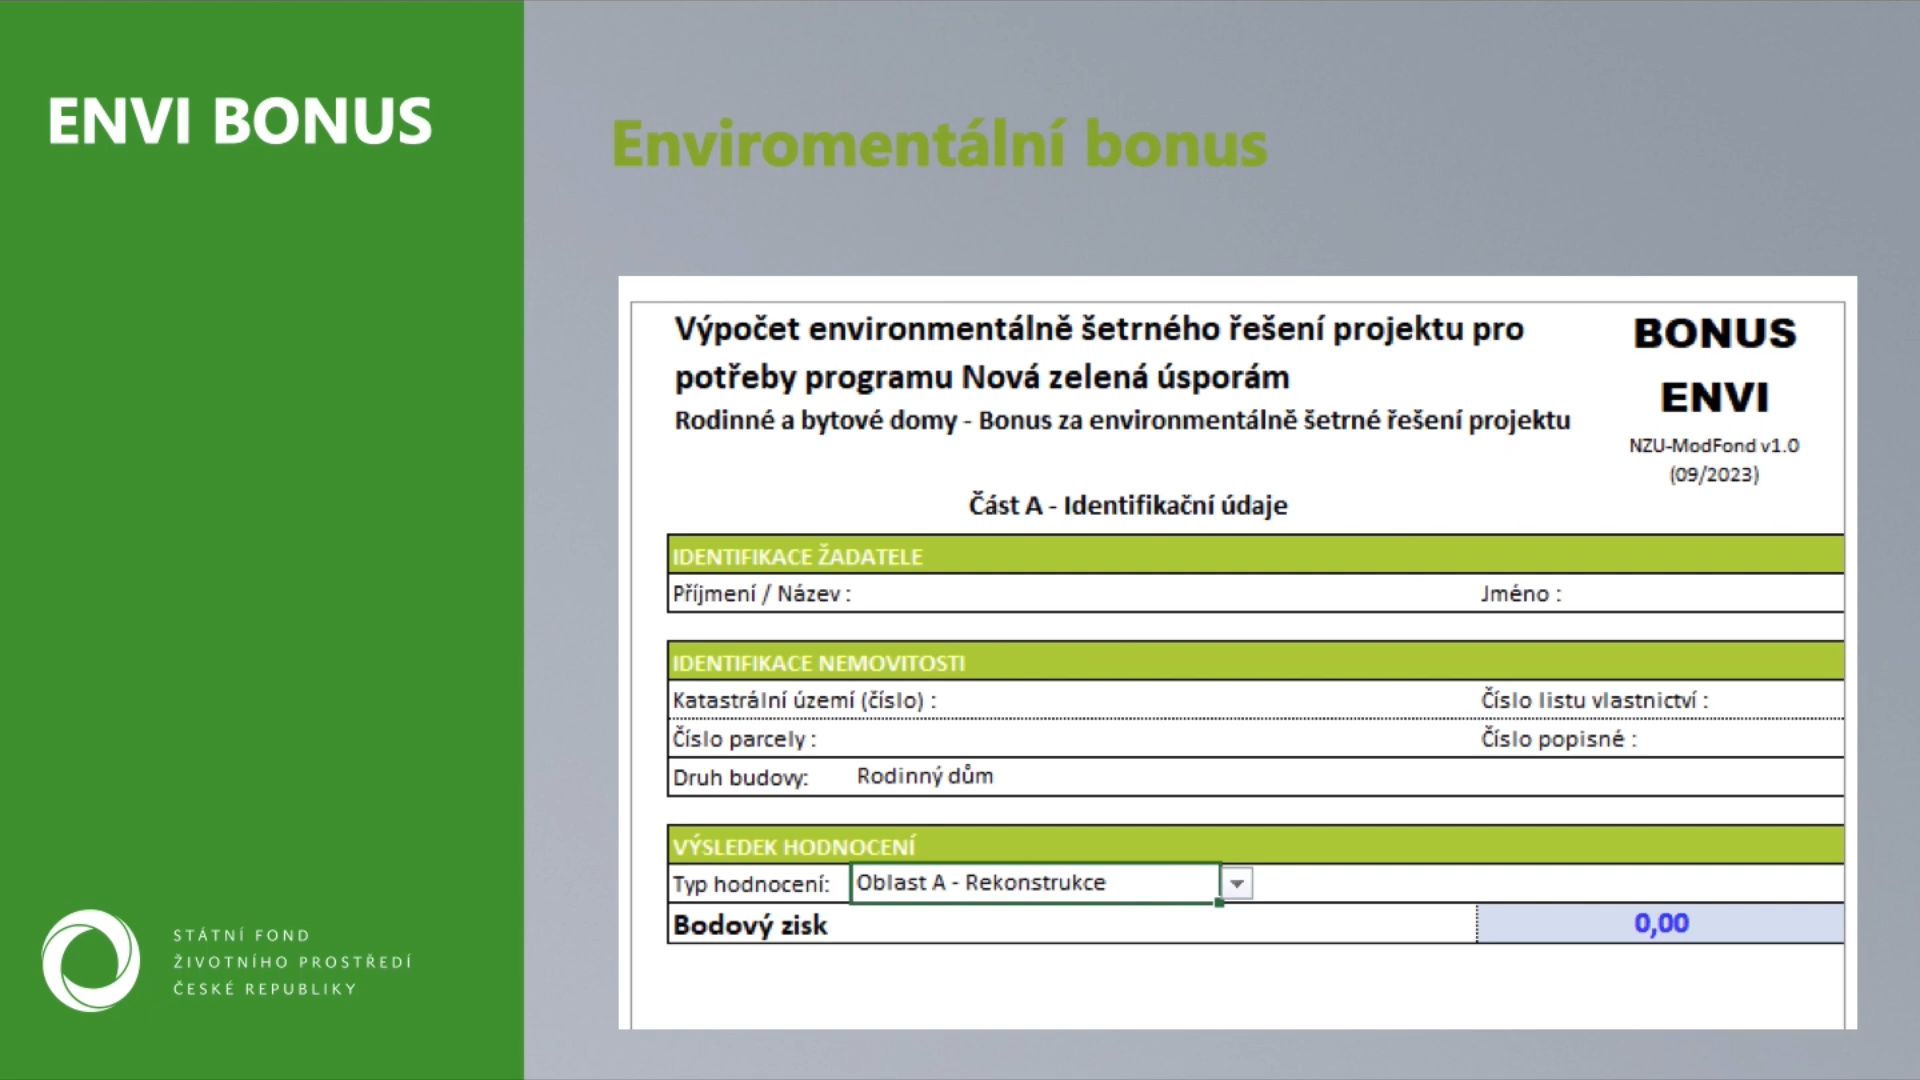 ENVI BONUS
Enviromentální bonus
Výpočet environmentálně šetrného řešení projektu pro
potřeby programu Nová zelená úsporám
Rodinné a bytové domy - Bonus za environmentálně šetrné řešení projektu
BONUS
ENVI
NZU-ModFond v1.0
(09/2023)
Část A - Identifikační údaje
IDENTIFIKACE ŽADATELE
Příjmení / Název : Jméno :
IDENTIFIKACE NEMOVITOSTI
Katastrální území (číslo) : Číslo listu vlastnictví :
Číslo parcely : Číslo popisné :
Druh budovy: Rodinný dům
VÝSLEDEK HODNOCENÍ
Typ hodnocení: Oblast A - Rekonstrukce
Bodový zisk 0,00
STÁTNÍ FOND
ŽIVOTNÍHO PROSTŘEDÍ
ČESKÉ REPUBLIKY